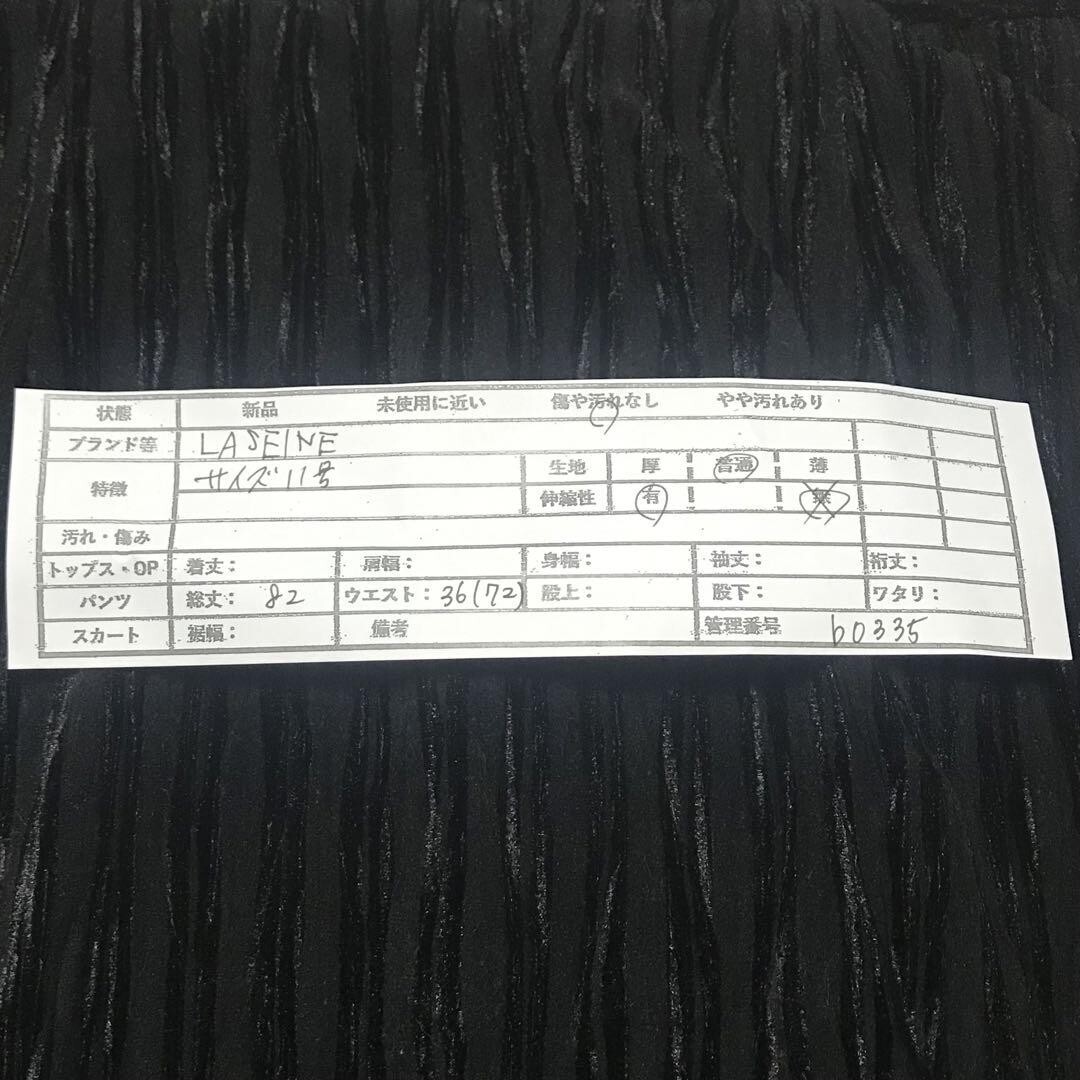 状態 新品 未使用に近い 傷や汚れなし やや汚れあり
ブランド等 LASEINE
特徴 サイズ11号 生地 厚 普通 薄
伸縮性 有 無
汚れ・傷み
トップス・OP 着丈： 肩幅： 身幅： 袖丈： 裄丈：
パンツ 総丈： 82 ウエスト： 36(72) 股上： 股下： ワタリ：
スカート 裾幅： 備考 管理番号 b0335